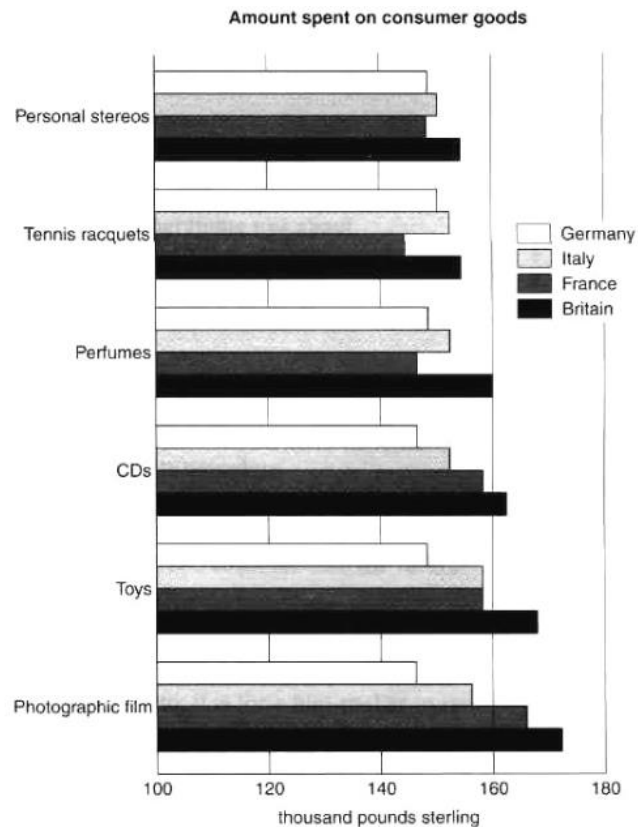 Amount spent on consumer goods
Personal stereos
Tennis racquets
Perfumes
CDs
Toys
Photographic film
Germany
Italy
France
Britain
100 120 140 160 180
thousand pounds sterling